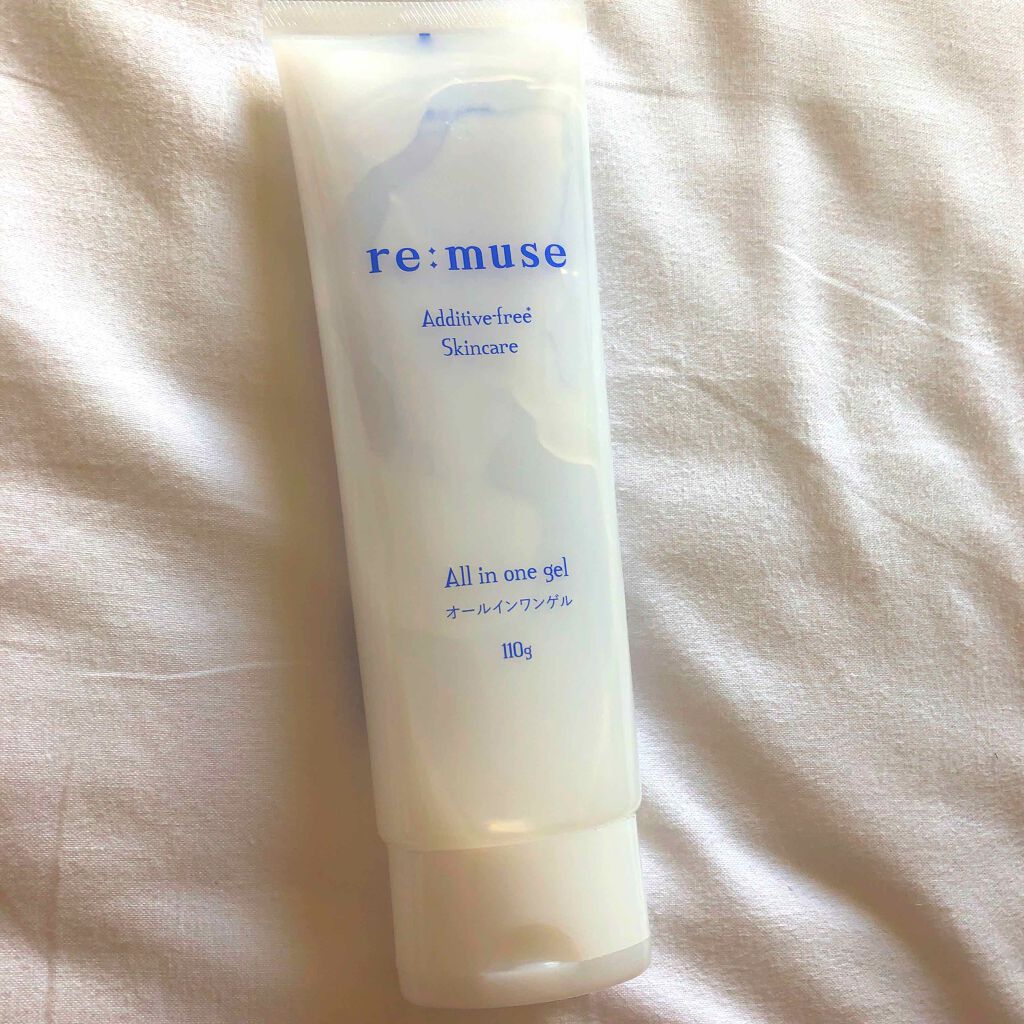 re:muse
Additive-free*
Skincare
All in one gel
オールインワンゲル
110g